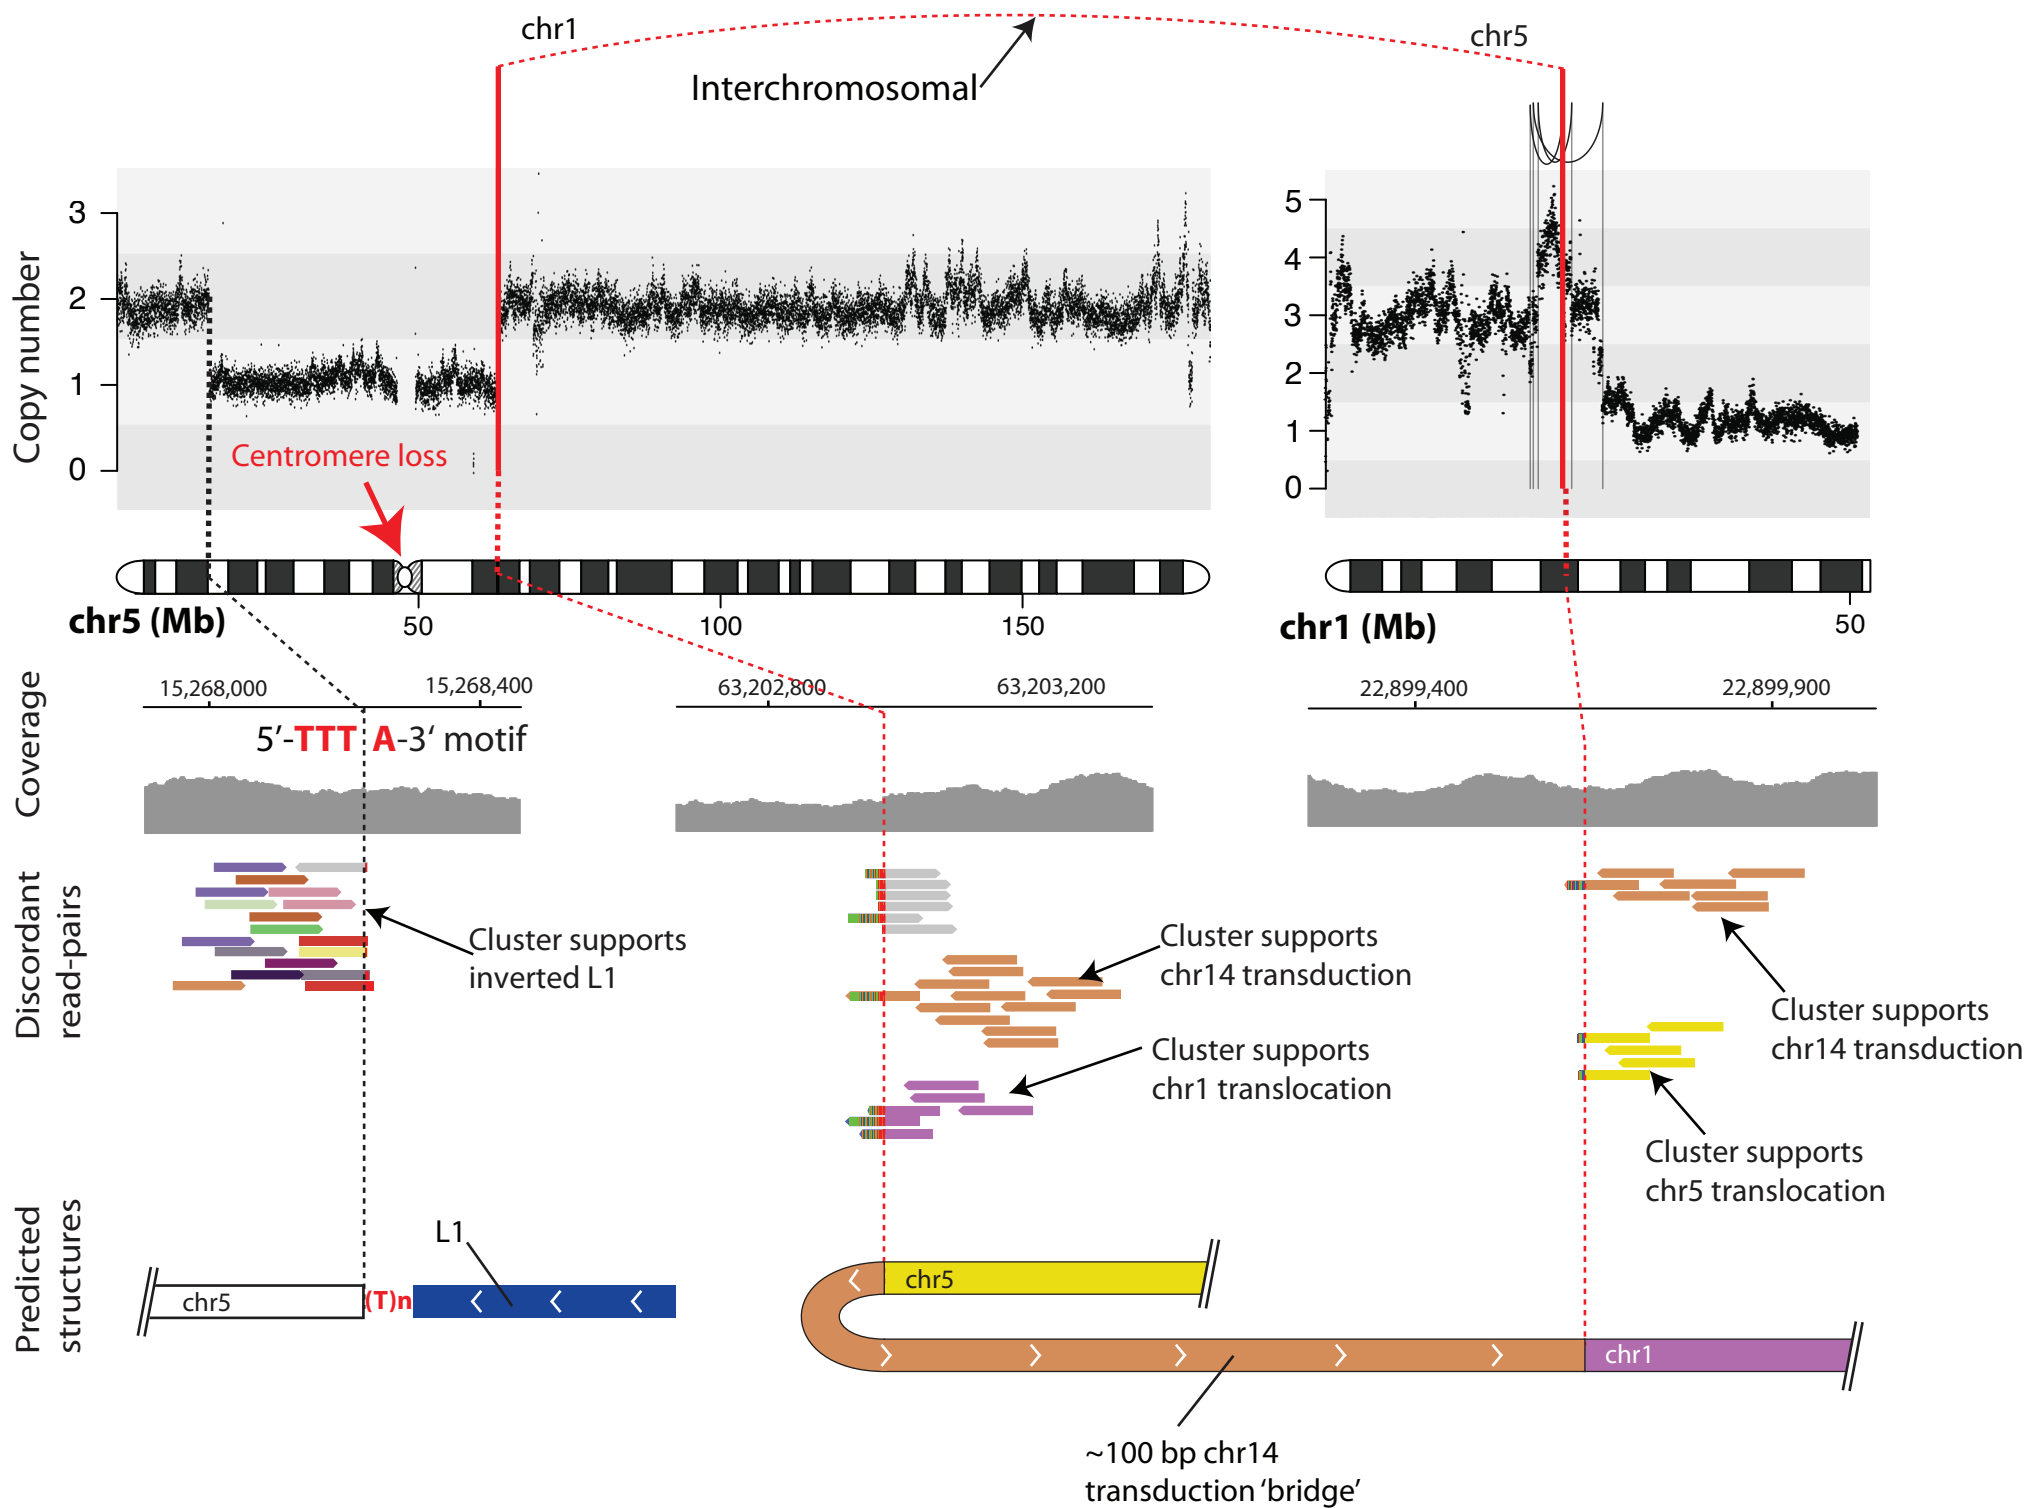 chr1
chr5
Interchromosomal
Copy number
3
2
1
0
5
4
3
2
1
0
Centromere loss
chr5 (Mb)
50
100
150
chr1 (Mb)
50
Coverage
15,268,000
15,268,400
63,202,800
63,203,200
22,899,400
22,899,900
5’-TTT A-3‘ motif
Discordant
read-pairs
Cluster supports
inverted L1
Cluster supports
chr14 transduction
Cluster supports
chr1 translocation
Cluster supports
chr14 transduction
Cluster supports
chr5 translocation
Predicted
structures
L1
chr5
(T)n
chr5
chr1
~100 bp chr14
transduction ‘bridge’